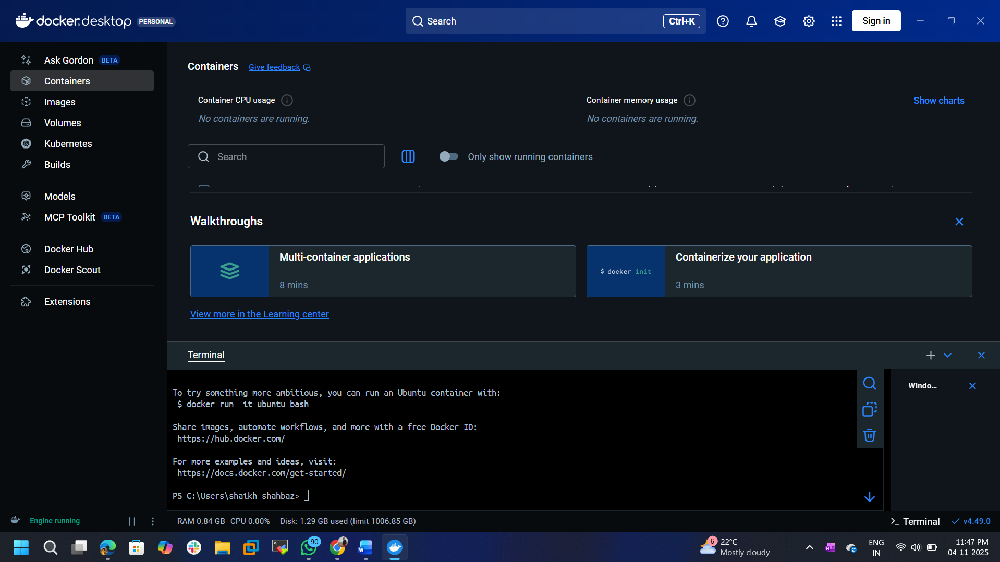 docker.desktop PERSONAL
Search Ctrl+K
Sign in
Ask Gordon BETA
Containers
Images
Volumes
Kubernetes
Builds
Models
MCP Toolkit BETA
Docker Hub
Docker Scout
Extensions
Containers Give feedback
Container CPU usage
No containers are running.
Container memory usage
No containers are running.
Show charts
Search
Only show running containers
Walkthroughs
Multi-container applications
8 mins
$ docker init
Containerize your application
3 mins
View more in the Learning center
Terminal
To try something more ambitious, you can run an Ubuntu container with:
$ docker run -it ubuntu bash
Share images, automate workflows, and more with a free Docker ID:
https://hub.docker.com/
For more examples and ideas, visit:
https://docs.docker.com/get-started/
PS C:\Users\shaikh shahbaz>
Windo...
Engine running
RAM 0.84 GB CPU 0.00% Disk: 1.29 GB used (limit 1006.85 GB)
>_ Terminal v4.49.0
90
6
22°C
Mostly cloudy
ENG
IN
11:47 PM
04-11-2025